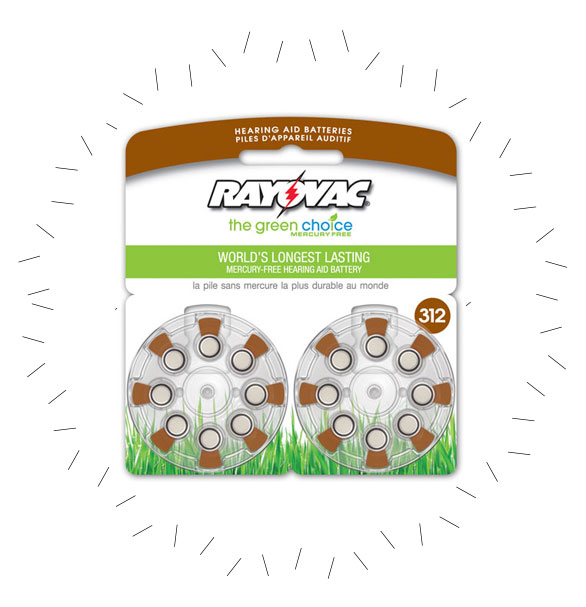 HEARING AID BATTERIES
PILES D'APPAREIL AUDITIF
RAYOVAC®
the green choice
MERCURY FREE
WORLD'S LONGEST LASTING
MERCURY-FREE HEARING AID BATTERY
la pile sans mercure la plus durable au monde
312